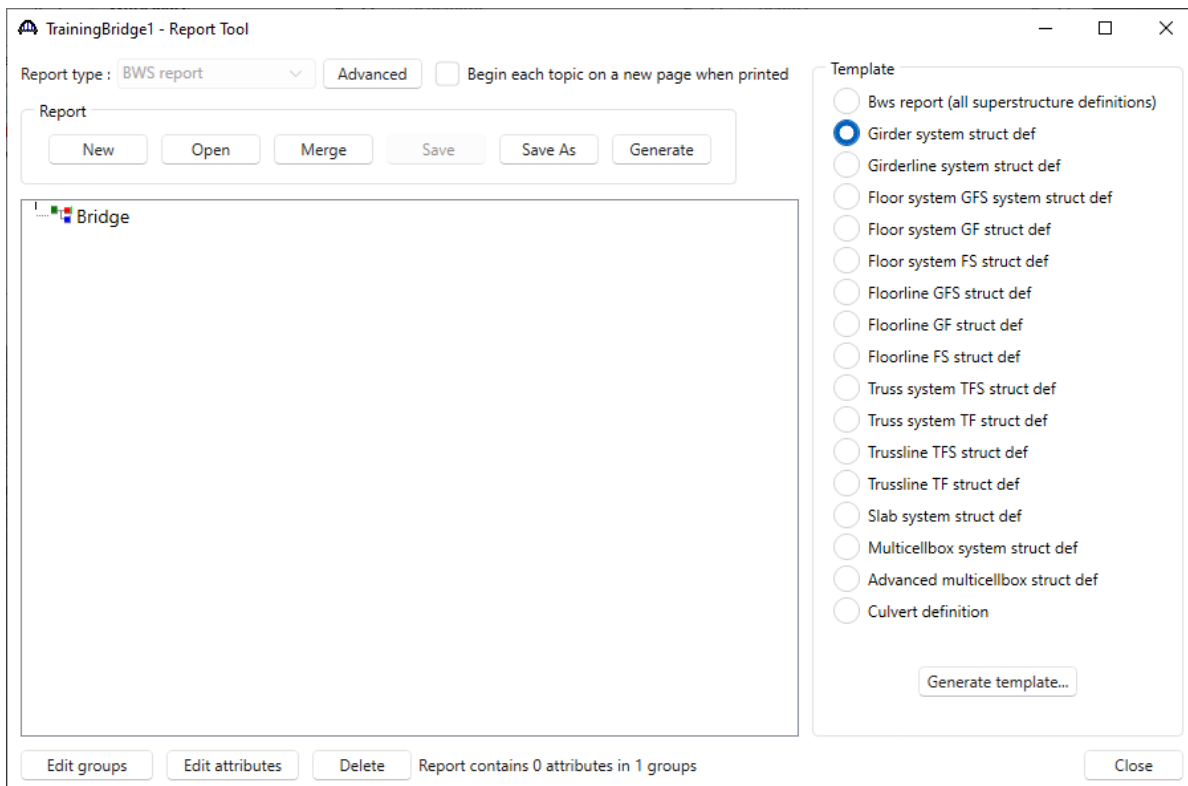 TrainingBridge1 - Report Tool
Report type : BWS report Advanced Begin each topic on a new page when printed
Report
New Open Merge Save Save As Generate
Bridge
Template
Bws report (all superstructure definitions)
Girder system struct def
Girderline system struct def
Floor system GFS system struct def
Floor system GF struct def
Floor system FS struct def
Floorline GFS struct def
Floorline GF struct def
Floorline FS struct def
Truss system TFS struct def
Truss system TF struct def
Trussline TFS struct def
Trussline TF struct def
Slab system struct def
Multicellbox system struct def
Advanced multicellbox struct def
Culvert definition
Generate template...
Edit groups Edit attributes Delete Report contains 0 attributes in 1 groups Close